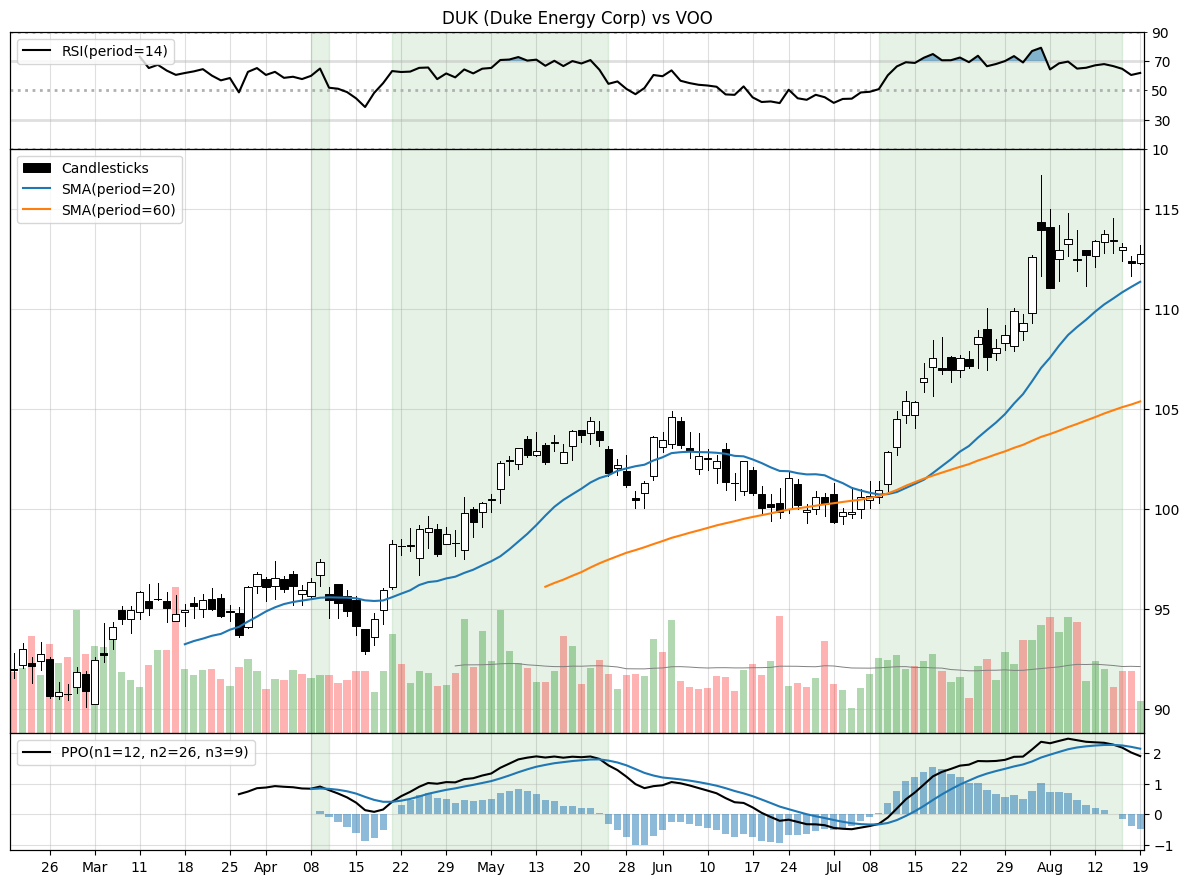 DUK (Duke Energy Corp) vs VOO
RSI(period=14)
90
70
50
30
10
Candlesticks
SMA(period=20)
SMA(period=60)
115
110
105
100
95
90
PPO(n1=12, n2=26, n3=9)
2
1
0
−1
26 Mar 11 18 25 Apr 08 15 22 29 May 13 20 28 Jun 10 17 24 Jul 08 15 22 29 Aug 12 19